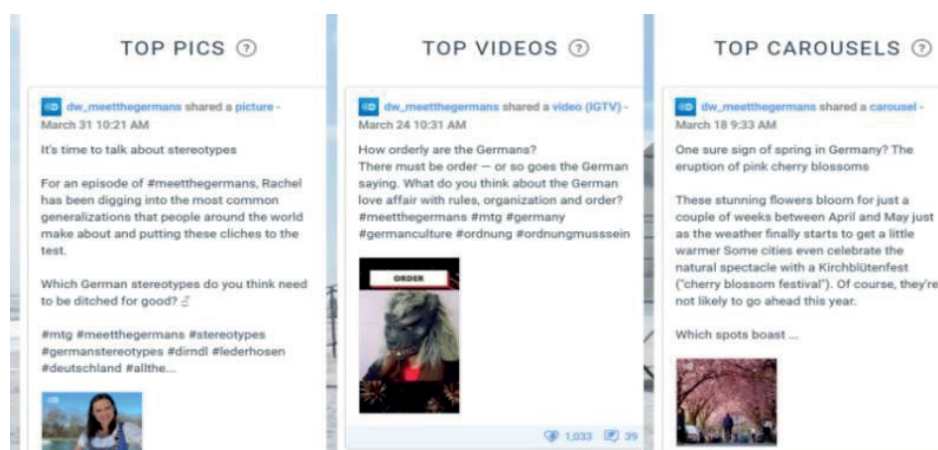 TOP PICS ?
dw_meetthegermans shared a picture -
March 31 10:21 AM
It's time to talk about stereotypes
For an episode of #meetthegermans, Rachel
has been digging into the most common
generalizations that people around the world
make about and putting these cliches to the
test.
Which German stereotypes do you think need
to be ditched for good?
#mtg #meetthegermans #stereotypes
#germanstereotypes #dirndl #lederhosen
#deutschland #allthe...
TOP VIDEOS ?
dw_meetthegermans shared a video (IGTV) -
March 24 10:31 AM
How orderly are the Germans?
There must be order — or so goes the German
saying. What do you think about the German
love affair with rules, organization and order?
#meetthegermans #mtg #germany
#germanculture #ordnung #ordnungmusssein
ORDER
1,033 39
TOP CAROUSELS ?
dw_meetthegermans shared a carousel -
March 18 9:33 AM
One sure sign of spring in Germany? The
eruption of pink cherry blossoms
These stunning flowers bloom for just a
couple of weeks between April and May just
as the weather finally starts to get a little
warmer Some cities even celebrate the
natural spectacle with a Kirchblütenfest
("cherry blossom festival"). Of course, they're
not likely to go ahead this year.
Which spots boast ...